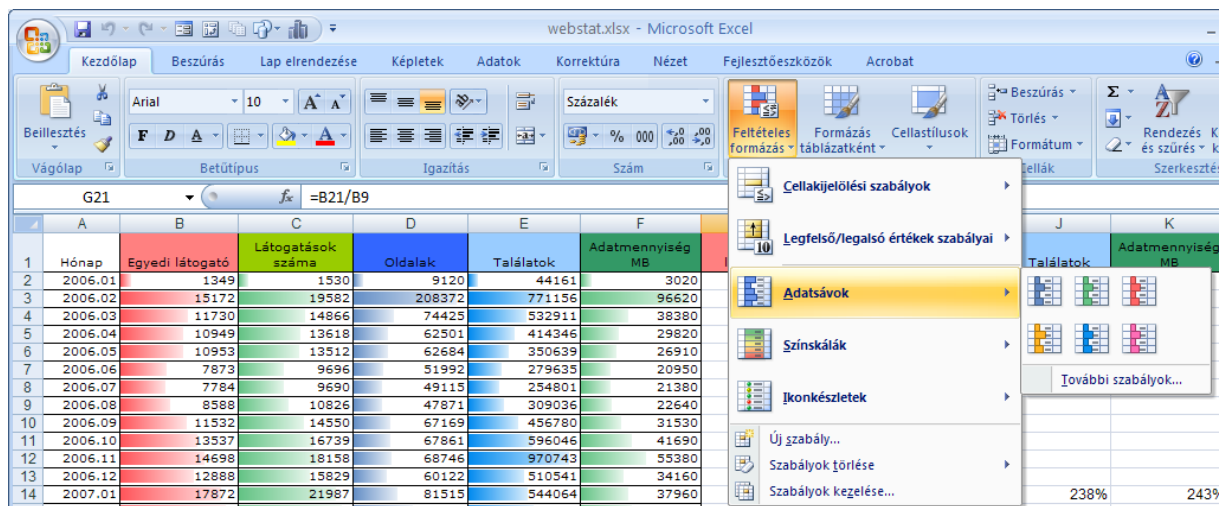 webstat.xlsx - Microsoft Excel
Kezdőlap Beszúrás Lap elrendezése Képletek Adatok Korrektúra Nézet Fejlesztőeszközök Acrobat
Arial 10 A A Százalék Beszúrás Σ
Beillesztés Törlés
F D A A % 000 Feltételes formázás Formázás táblázatként Cellastílusok Formátum Rendezés és szűrés
Vágólap Betűtípus Igazítás Szám Cellák Szerkesztés
G21 fx =B21/B9
A B C D E F J K
1 Hónap Egyedi látogató Látogatások száma Oldalak Találatok Adatmennyiség MB Találatok Adatmennyiség MB
2 2006.01 1349 1530 9120 44161 3020
3 2006.02 15172 19582 208372 771156 96620
4 2006.03 11730 14866 74425 532911 38380
5 2006.04 10949 13618 62501 414346 29820
6 2006.05 10953 13512 62684 350639 26910
7 2006.06 7873 9696 51992 279635 20950
8 2006.07 7784 9690 49115 254801 21380
9 2006.08 8588 10826 47871 309036 22640
10 2006.09 11532 14550 67169 456780 31530
11 2006.10 13537 16739 67861 596046 41690
12 2006.11 14698 18158 68746 970743 55380
13 2006.12 12888 15829 60122 510541 34160
14 2007.01 17872 21987 81515 544064 37960 238% 243%
Cellakijelölési szabályok
Legfelső/legalsó értékek szabályai
Adatsávok
Színskálák
Ikonkészletek
Új szabály...
Szabályok törlése
Szabályok kezelése...
További szabályok...